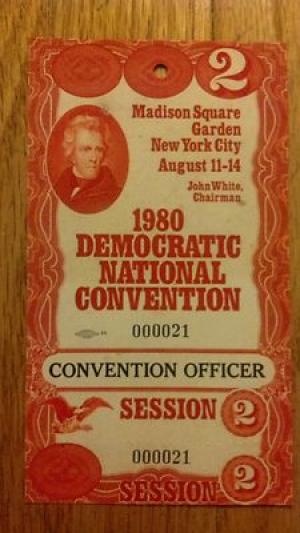 2
Madison Square
Garden
New York City
August 11-14
John White,
Chairman
1980
DEMOCRATIC
NATIONAL
CONVENTION
000021
CONVENTION OFFICER
SESSION 2
000021
SESSION 2